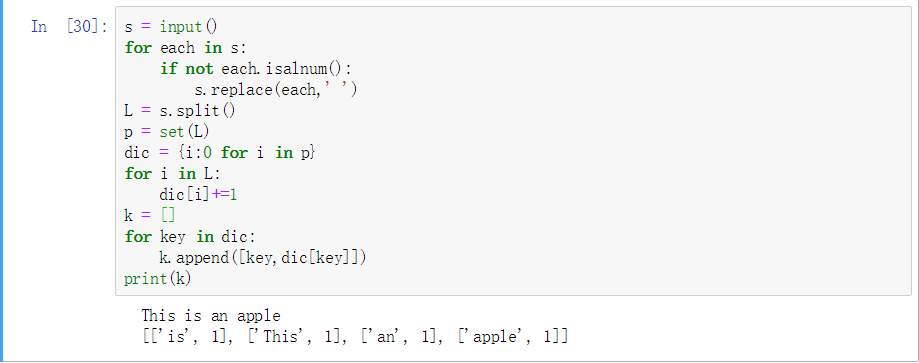 In [30]: s = input()
for each in s:
    if not each.isalnum():
        s.replace(each,' ')
L = s.split()
p = set(L)
dic = {i:0 for i in p}
for i in L:
    dic[i]+=1
k = []
for key in dic:
    k.append([key,dic[key]])
print(k)
This is an apple
[['is', 1], ['This', 1], ['an', 1], ['apple', 1]]